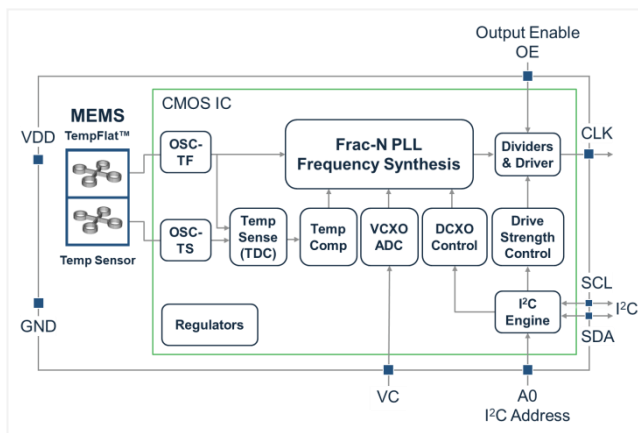 Output Enable
OE
CMOS IC
MEMS
TempFlat™
VDD
OSC-
TF
Frac-N PLL
Frequency Synthesis
Dividers
& Driver
CLK
OSC-
TS
Temp
Sense
(TDC)
Temp
Comp
VCXO
ADC
DCXO
Control
Drive
Strength
Control
Temp Sensor
SCL
I²C
SDA
I²C
Engine
GND
Regulators
VC
A0
I²C Address